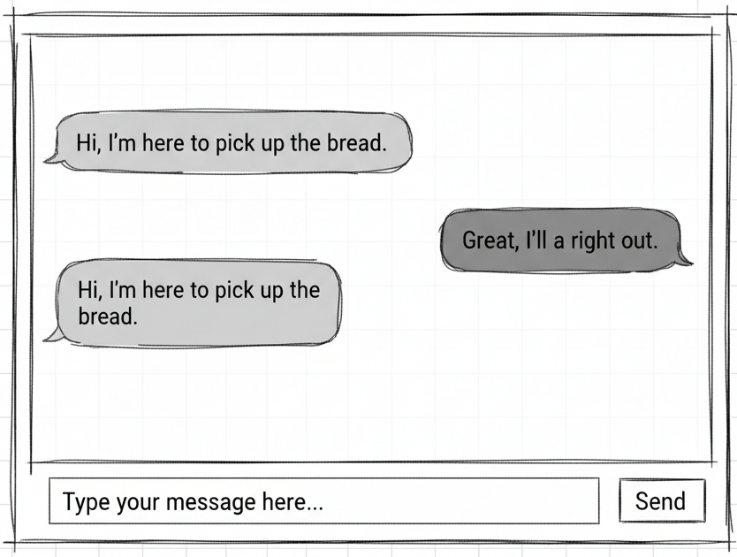 Hi, I'm here to pick up the bread.
Great, I'll a right out.
Hi, I'm here to pick up the
bread.
Type your message here...
Send